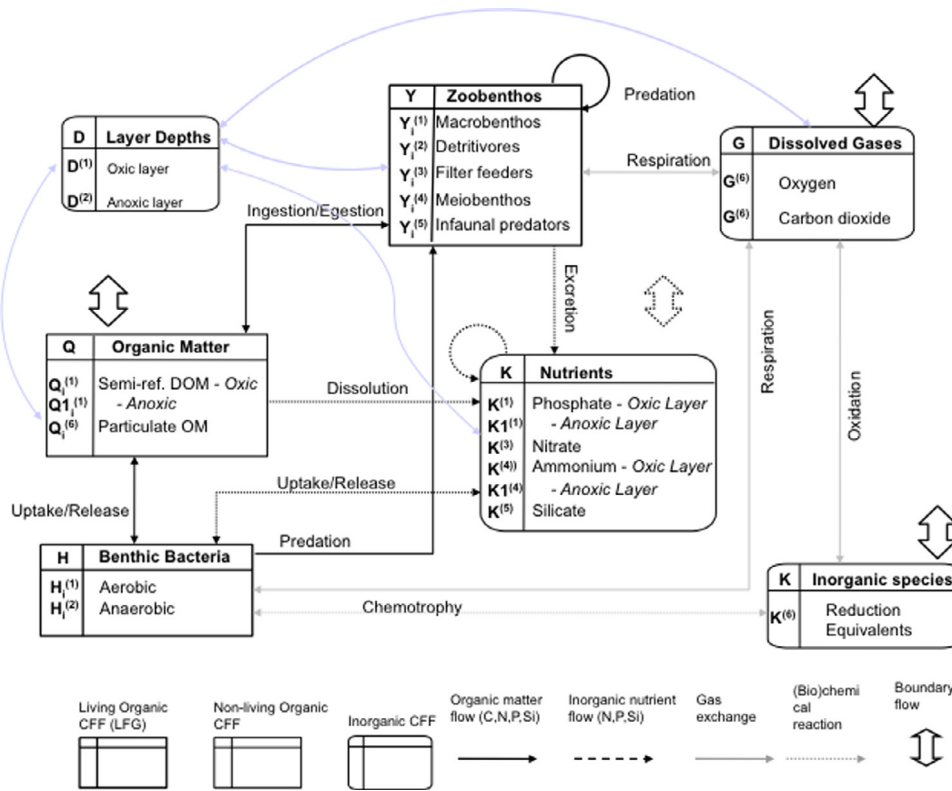 Y Zoobenthos
Yi(1) Macrobenthos
Yi(2) Detritivores
Yi(3) Filter feeders
Yi(4) Meiobenthos
Yi(5) Infaunal predators
Predation
D Layer Depths
D(1) Oxic layer
D(2) Anoxic layer
G Dissolved Gases
G(6) Oxygen
G(6) Carbon dioxide
Respiration
Ingestion/Egestion
Excretion
Q Organic Matter
Qi(1) Semi-ref. DOM - Oxic
Q1i(1) - Anoxic
Qi(6) Particulate OM
Dissolution
K Nutrients
K(1) Phosphate - Oxic Layer
K1(1) - Anoxic Layer
K(3) Nitrate
K(4)) Ammonium - Oxic Layer
K1(4) - Anoxic Layer
K(5) Silicate
Respiration
Oxidation
Uptake/Release
Uptake/Release
Predation
H Benthic Bacteria
Hi(1) Aerobic
Hi(2) Anaerobic
Chemotrophy
K Inorganic species
K(6) Reduction
Equivalents
Living Organic
CFF (LFG)
Non-living Organic
CFF
Inorganic CFF
Organic matter
flow (C,N,P,Si)
Inorganic nutrient
flow (N,P,Si)
Gas
exchange
(Bio)chemi
cal
reaction
Boundary
flow